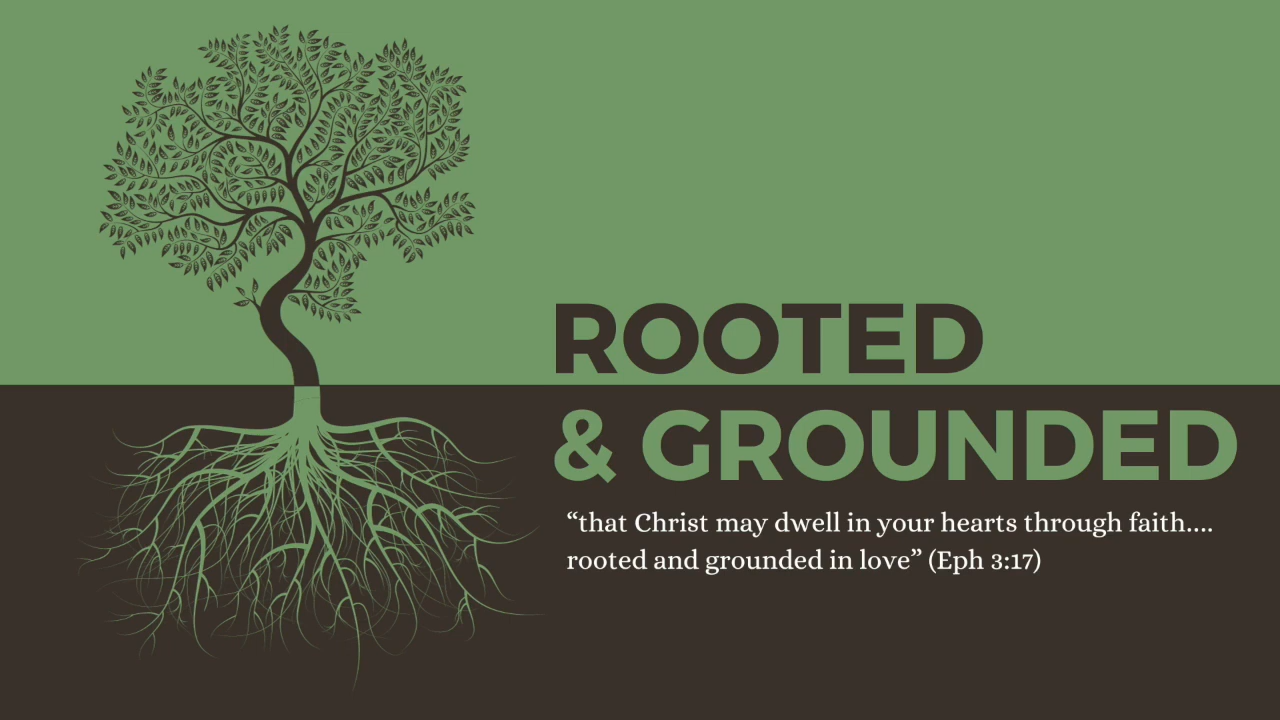 ROOTED
& GROUNDED
“that Christ may dwell in your hearts through faith....
rooted and grounded in love” (Eph 3:17)